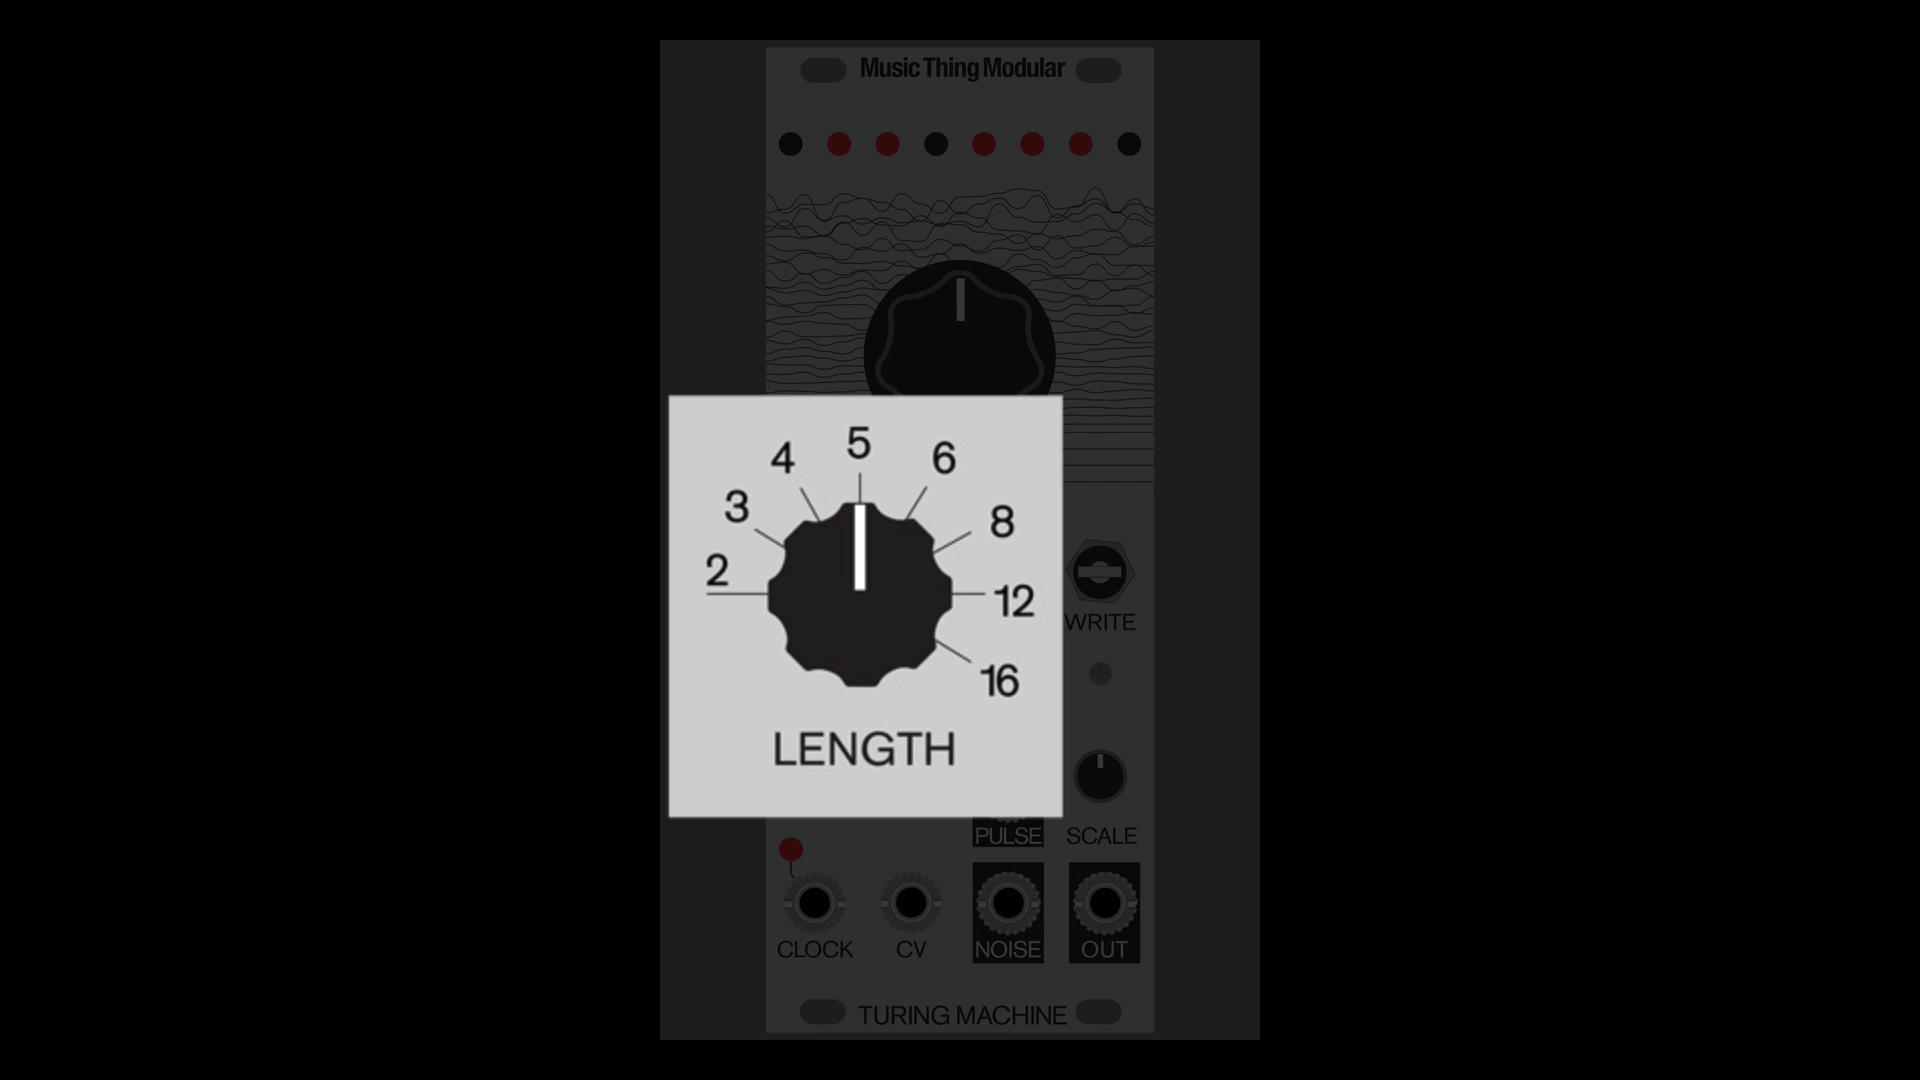 Music Thing Modular
5
4
6
3
8
2
12
16
LENGTH
WRITE
PULSE
SCALE
CLOCK
CV
NOISE
OUT
TURING MACHINE